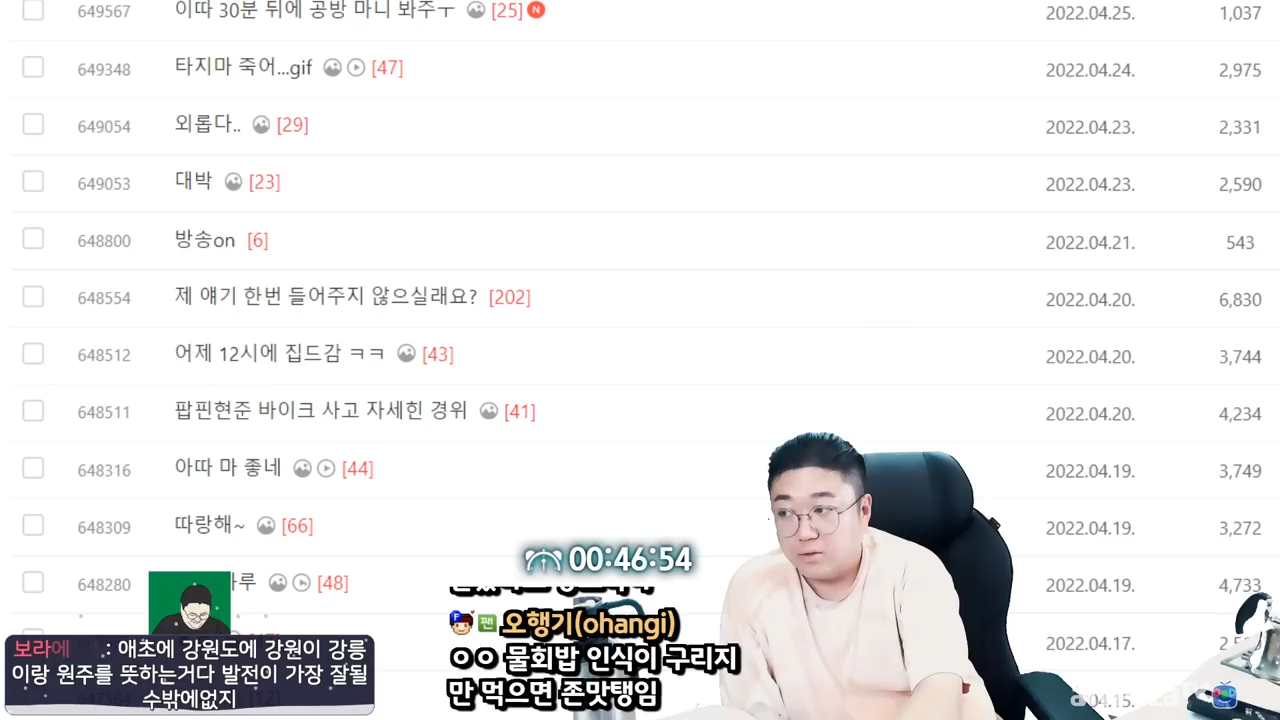 649567 이따 30분 뒤에 공방 마니 봐주ㅜ [25] N 2022.04.25. 1,037
649348 타지마 죽어...gif [47] 2022.04.24. 2,975
649054 외롭다.. [29] 2022.04.23. 2,331
649053 대박 [23] 2022.04.23. 2,590
648800 방송on [6] 2022.04.21. 543
648554 제 얘기 한번 들어주지 않으실래요? [202] 2022.04.20. 6,830
648512 어제 12시에 집드감 ㅋㅋ [43] 2022.04.20. 3,744
648511 팝핀현준 바이크 사고 자세힌 경위 [41] 2022.04.20. 4,234
648316 아따 마 좋네 [44] 2022.04.19. 3,749
648309 따랑해~ [66] 2022.04.19. 3,272
00:46:54
648280 [48] 2022.04.19. 4,733
2022.04.17.
오행기(ohangi)
ㅇㅇ 물회밥 인식이 구리지
만 먹으면 존맛탱임
보라에 .: 애초에 강원도에 강원이 강릉
이랑 원주를 뜻하는거다 발전이 가장 잘될
수밖에없지
04.15.